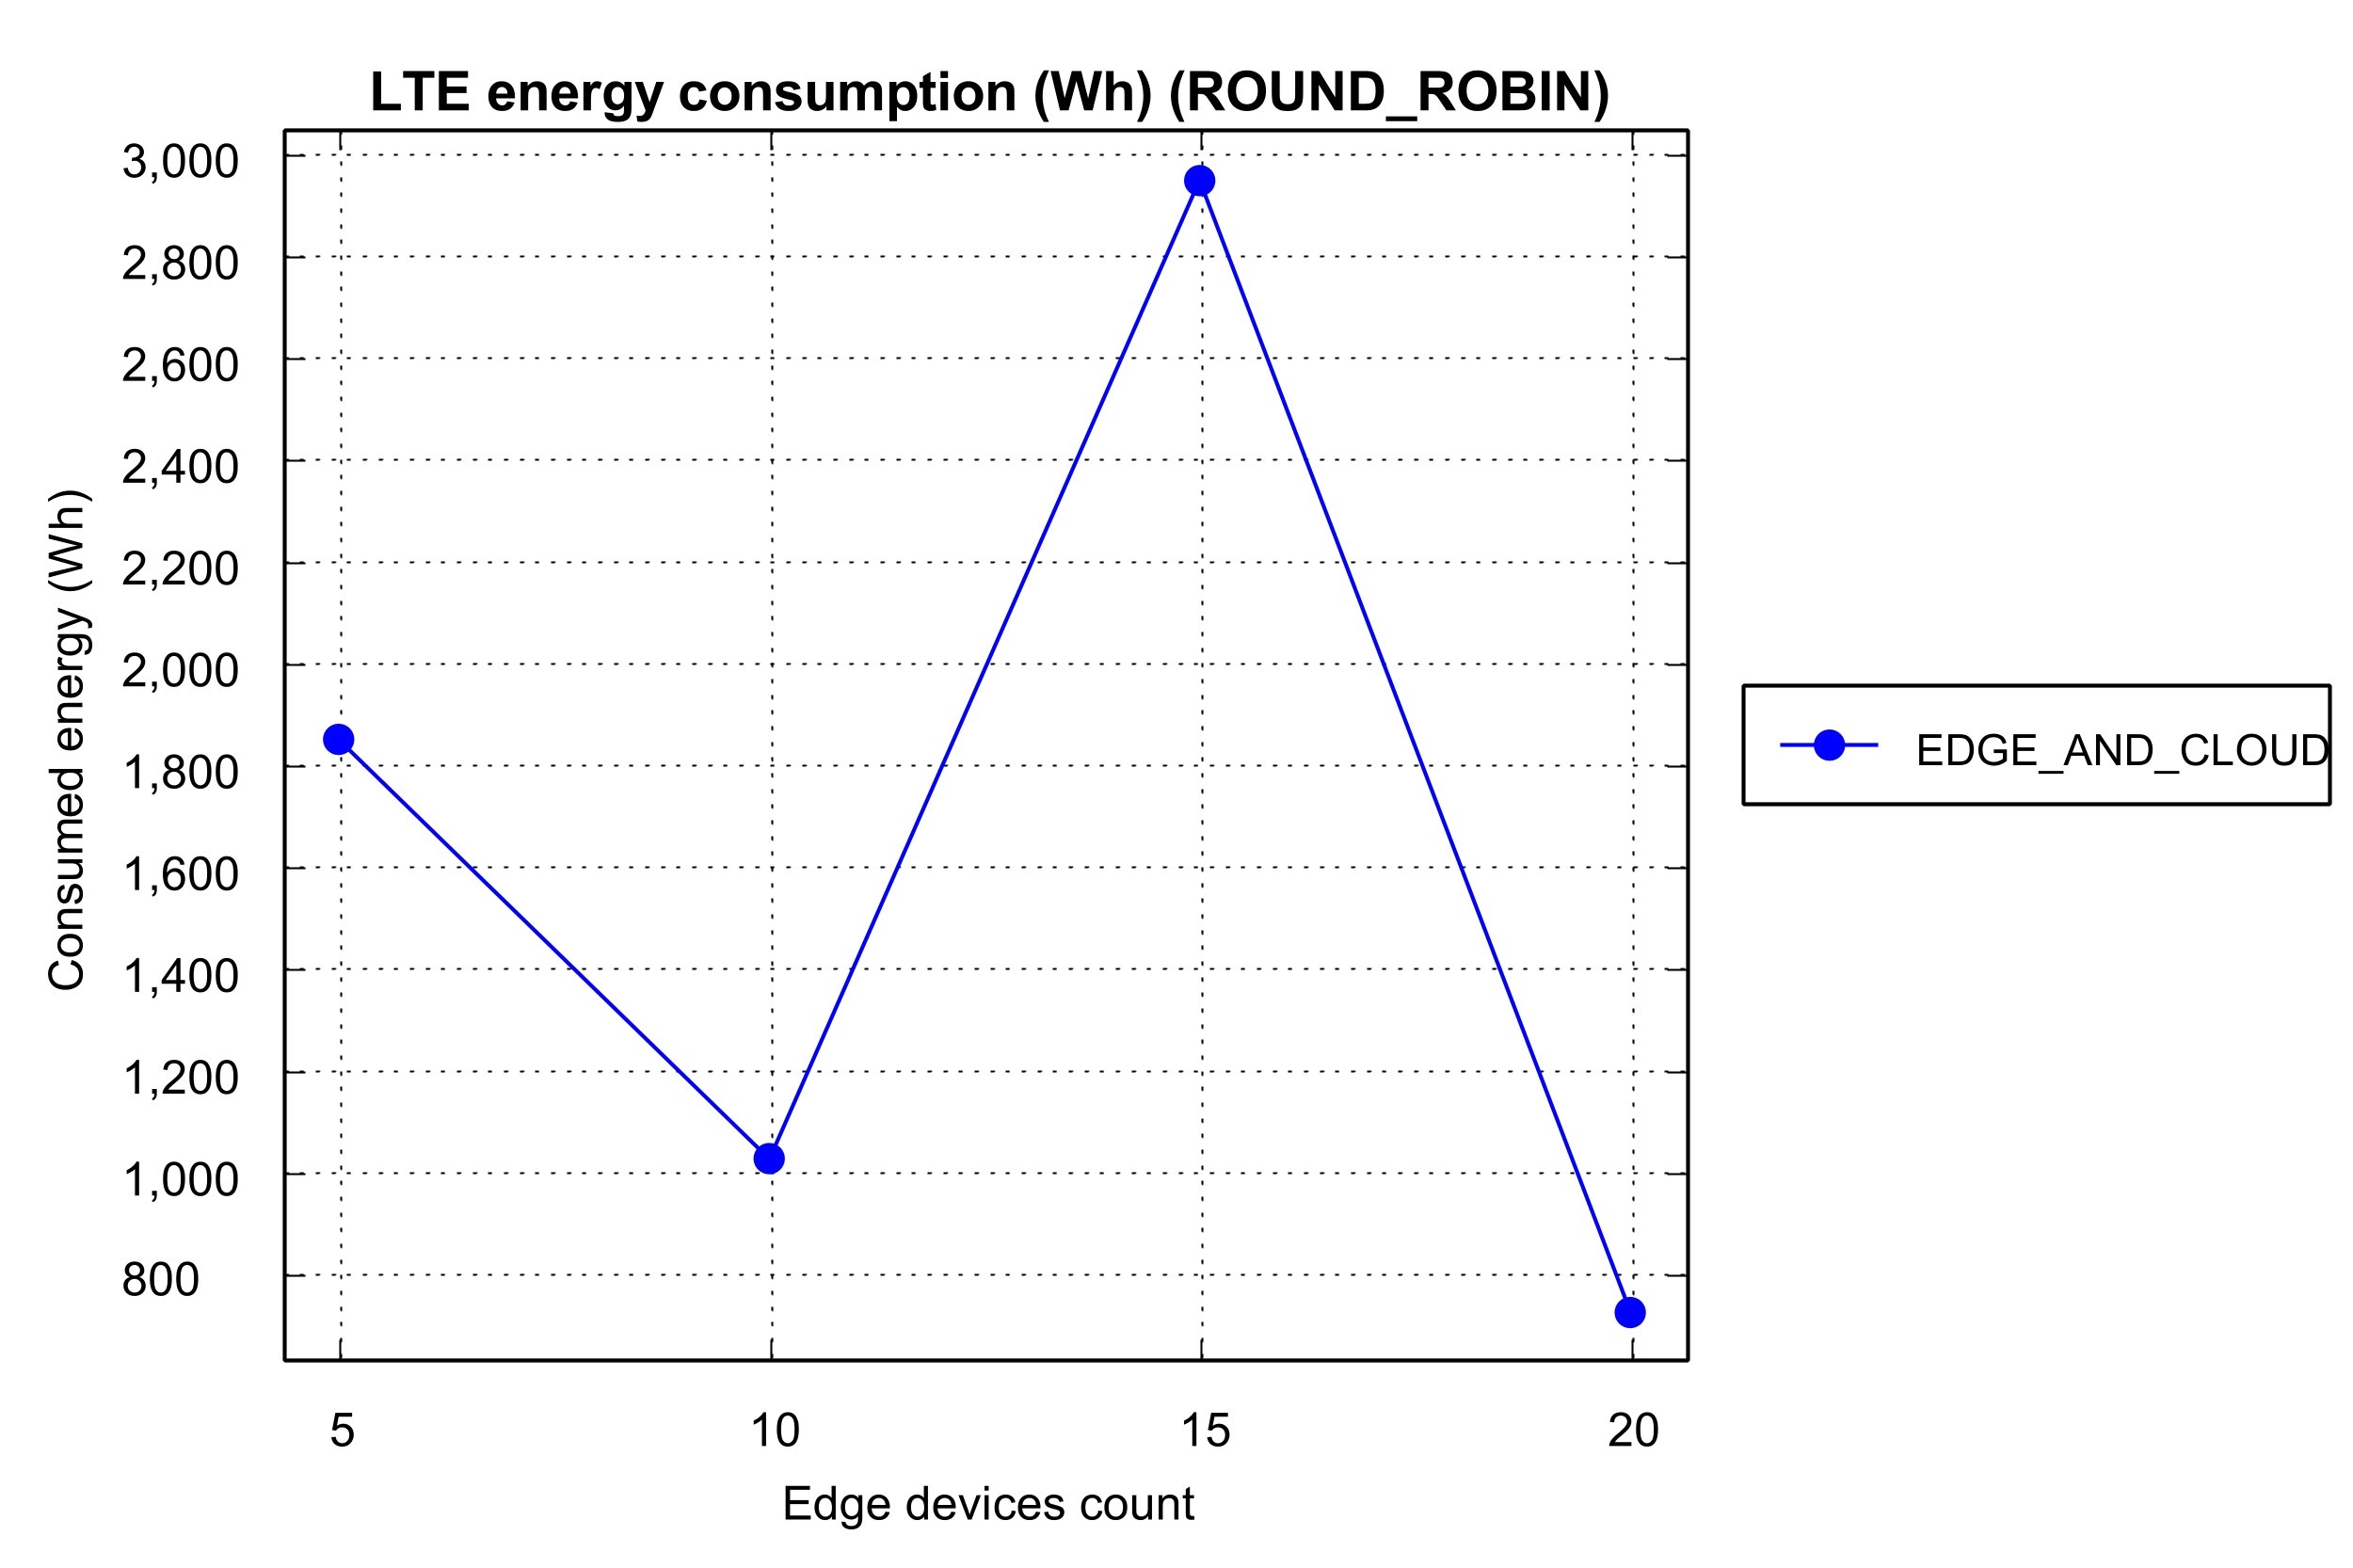 LTE energy consumption (Wh) (ROUND_ROBIN)
3,000
2,800
2,600
2,400
2,200
2,000
1,800
1,600
1,400
1,200
1,000
800
Consumed energy (Wh)
EDGE_AND_CLOUD
5 10 15 20
Edge devices count